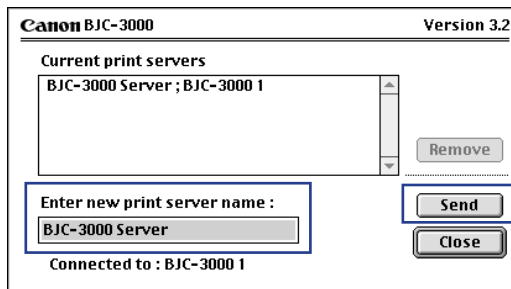 Canon BJC-3000 Version 3.2
Current print servers
BJC-3000 Server ; BJC-3000 1
Remove
Enter new print server name :
Send
BJC-3000 Server
Close
Connected to : BJC-3000 1